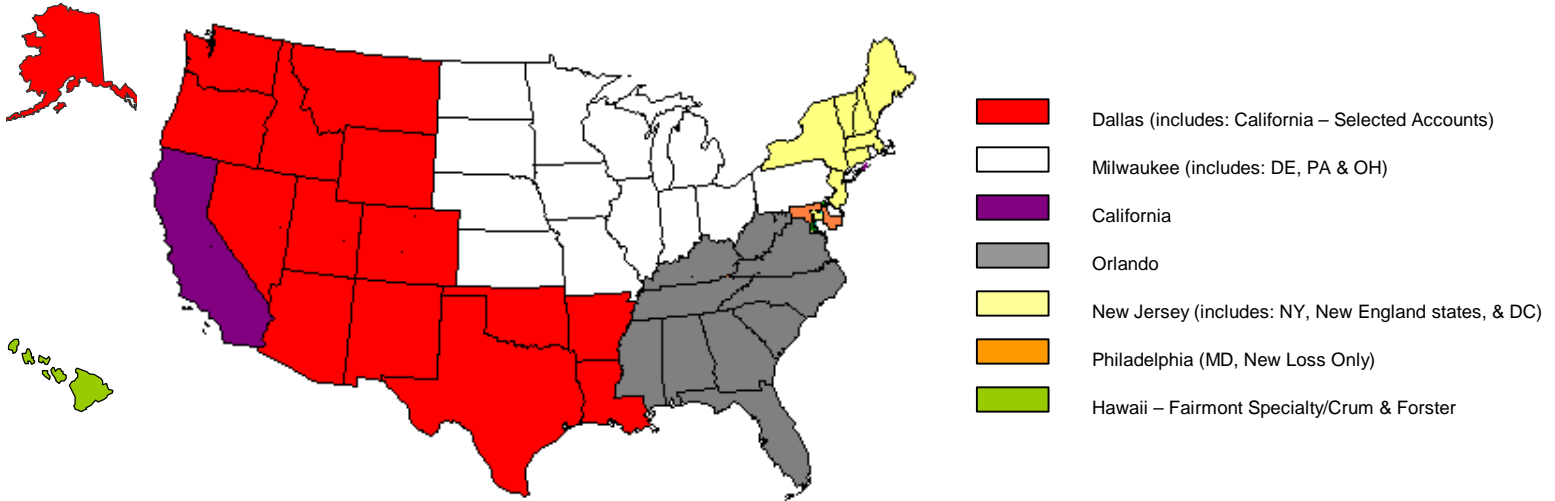 Dallas (includes: California – Selected Accounts)
Milwaukee (includes: DE, PA & OH)
California
Orlando
New Jersey (includes: NY, New England states, & DC)
Philadelphia (MD, New Loss Only)
Hawaii – Fairmont Specialty/Crum & Forster